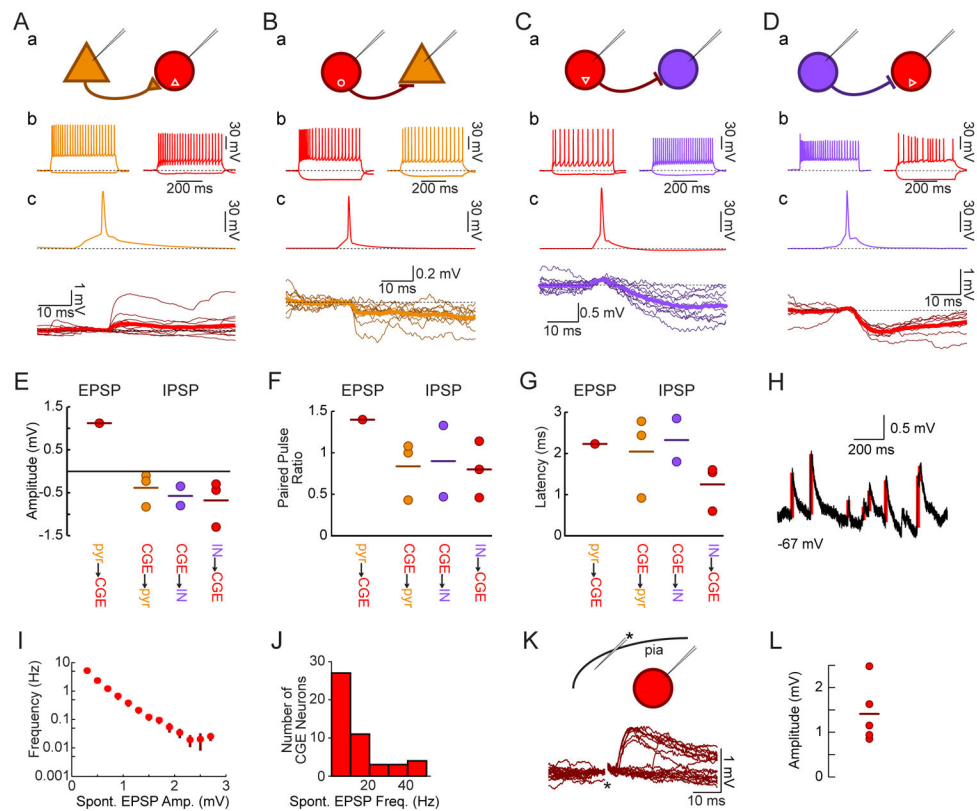 A
B
C
D
a
a
a
a
b
b
b
b
30 mV
30 mV
30 mV
30 mV
200 ms
200 ms
200 ms
200 ms
c
c
c
c
30 mV
30 mV
30 mV
30 mV
1 mV
10 ms
0.2 mV
10 ms
0.5 mV
10 ms
1 mV
10 ms
E
EPSP IPSP
Amplitude (mV)
1.5
0.5
-0.5
-1.5
pyr→CGE
CGE→pyr
CGE→IN
IN→CGE
F
EPSP IPSP
Paired Pulse
Ratio
1.5
1
0.5
0
pyr→CGE
CGE→pyr
CGE→IN
IN→CGE
G
EPSP IPSP
Latency (ms)
3
2
1
0
pyr→CGE
CGE→pyr
CGE→IN
IN→CGE
H
0.5 mV
200 ms
-67 mV
I
Frequency (Hz)
10
1
0.1
0.01
0.001
0 1 2 3
Spont. EPSP Amp. (mV)
J
Number of
CGE Neurons
30
20
10
0
20 40
Spont. EPSP Freq. (Hz)
K
*
pia
*
1 mV
10 ms
L
Amplitude (mV)
2
1
0